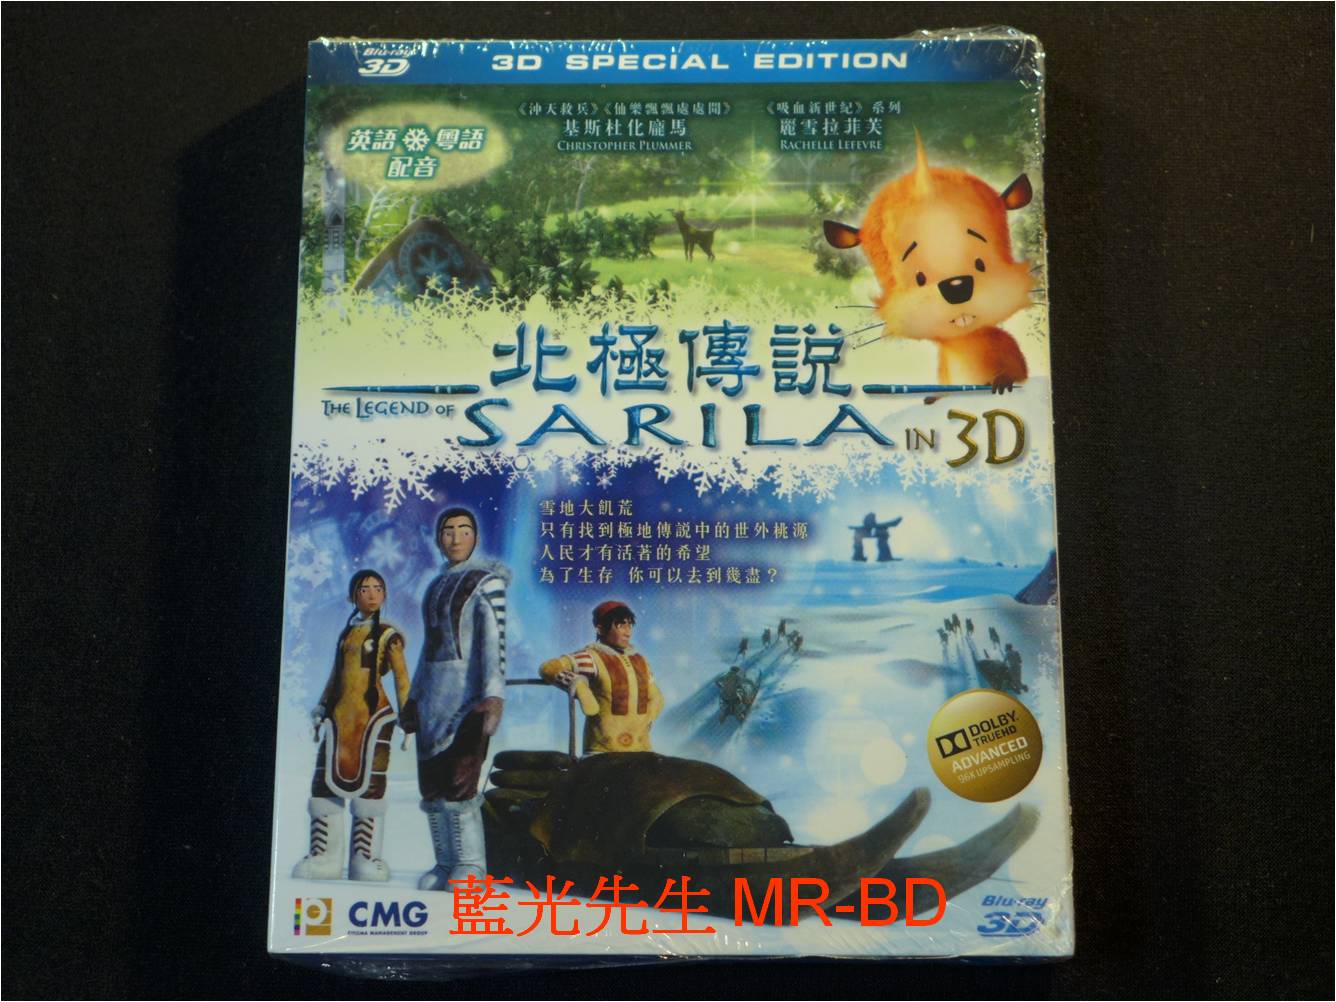 Blu-ray 3D
3D SPECIAL EDITION
英語 粵語
配音
《沖天救兵》《仙樂飄飄處處聞》
基斯杜化龐馬
CHRISTOPHER PLUMMER
《吸血新世紀》系列
麗雪拉菲芙
RACHELLE LEFEVRE
北極傳說
THE LEGEND OF SARILA IN 3D
雪地大飢荒
只有找到極地傳說中的世外桃源
人民才有活著的希望
為了生存 你可以去到幾盡？
DOLBY
TRUEHD
ADVANCED
96K UPSAMPLING
CMG
藍光先生 MR-BD
Blu-ray 3D